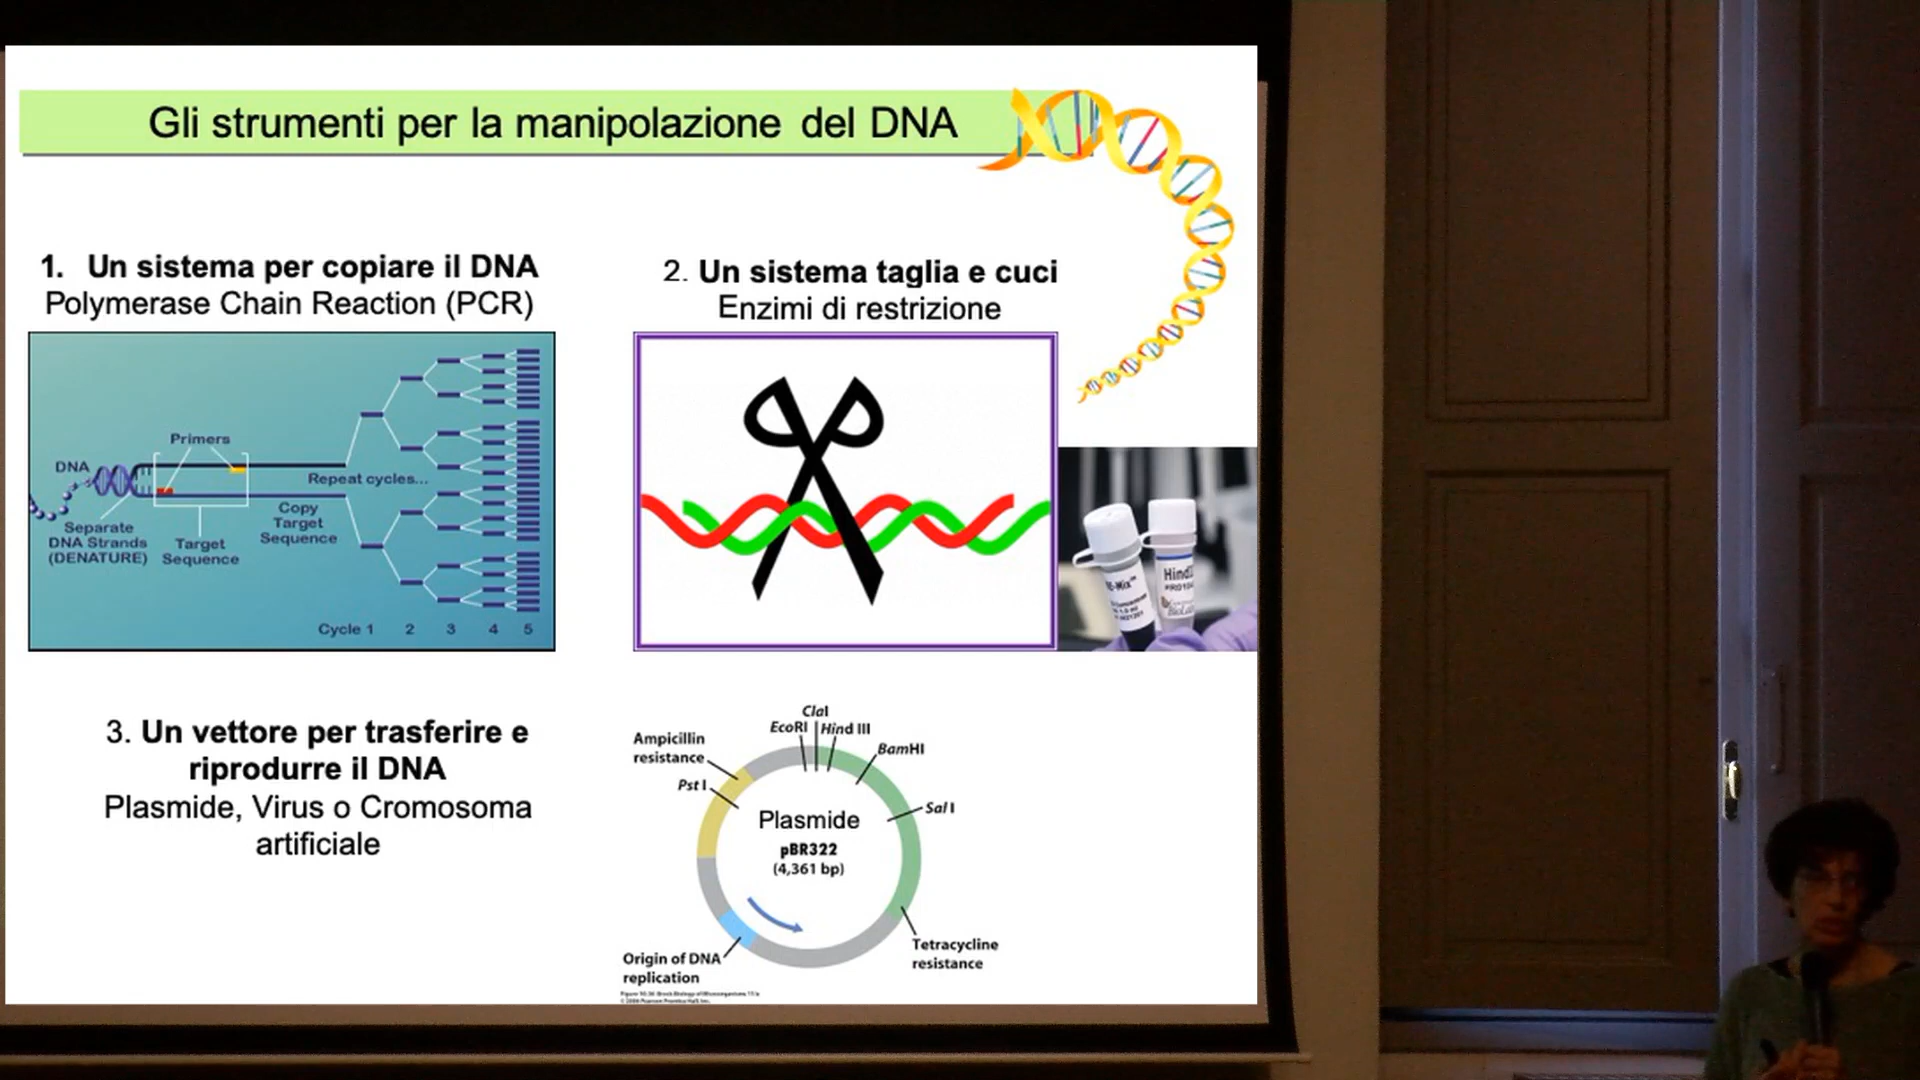 Gli strumenti per la manipolazione del DNA
1. Un sistema per copiare il DNA
Polymerase Chain Reaction (PCR)
DNA
Primers
Repeat cycles...
Separate
DNA Strands
(DENATURE)
Target
Sequence
Copy
Target
Sequence
Cycle 1 2 3 4 5
2. Un sistema taglia e cuci
Enzimi di restrizione
3. Un vettore per trasferire e
riprodurre il DNA
Plasmide, Virus o Cromosoma
artificiale
ClaI
EcoRI
Hind III
Ampicillin
resistance
BamHI
Pst I
Sal I
Plasmide
pBR322
(4,361 bp)
Tetracycline
resistance
Origin of DNA
replication